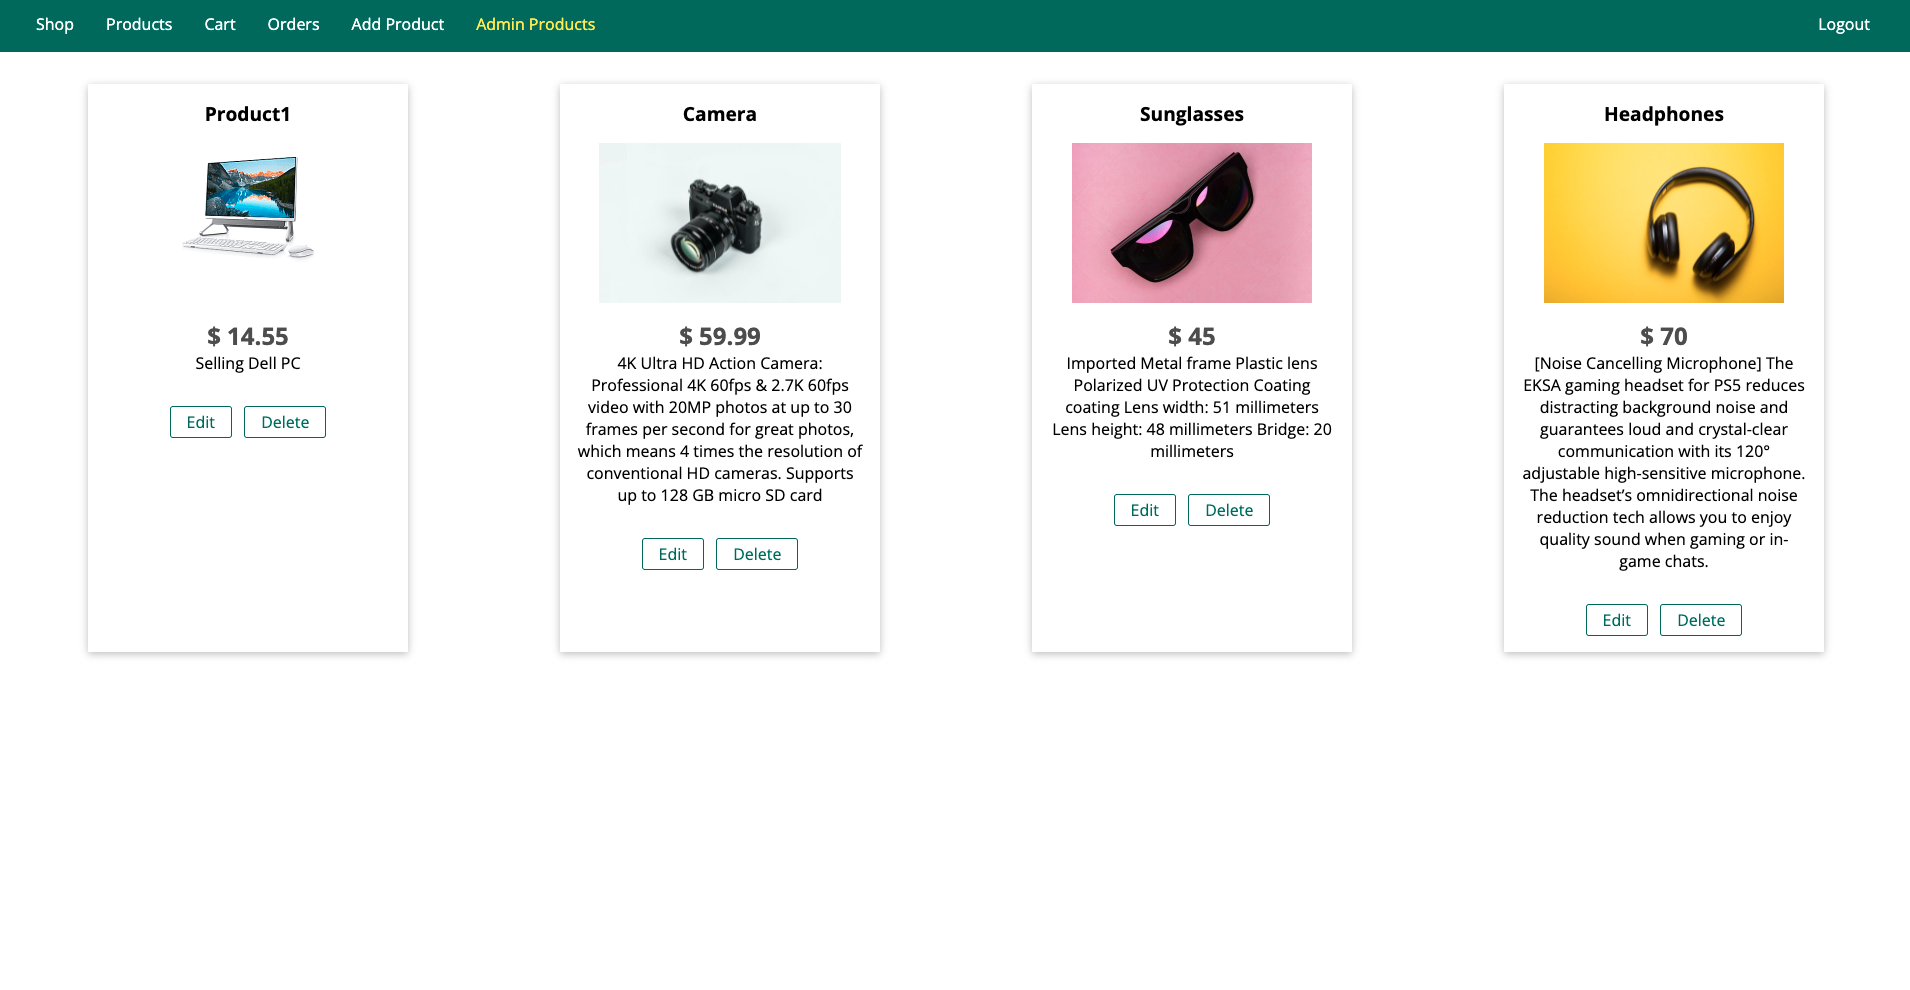 Shop Products Cart Orders Add Product Admin Products Logout
Product1
$ 14.55
Selling Dell PC
Edit Delete
Camera
$ 59.99
4K Ultra HD Action Camera:
Professional 4K 60fps & 2.7K 60fps
video with 20MP photos at up to 30
frames per second for great photos,
which means 4 times the resolution of
conventional HD cameras. Supports
up to 128 GB micro SD card
Edit Delete
Sunglasses
$ 45
Imported Metal frame Plastic lens
Polarized UV Protection Coating
coating Lens width: 51 millimeters
Lens height: 48 millimeters Bridge: 20
millimeters
Edit Delete
Headphones
$ 70
[Noise Cancelling Microphone] The
EKSA gaming headset for PS5 reduces
distracting background noise and
guarantees loud and crystal-clear
communication with its 120°
adjustable high-sensitive microphone.
The headset’s omnidirectional noise
reduction tech allows you to enjoy
quality sound when gaming or in-
game chats.
Edit Delete